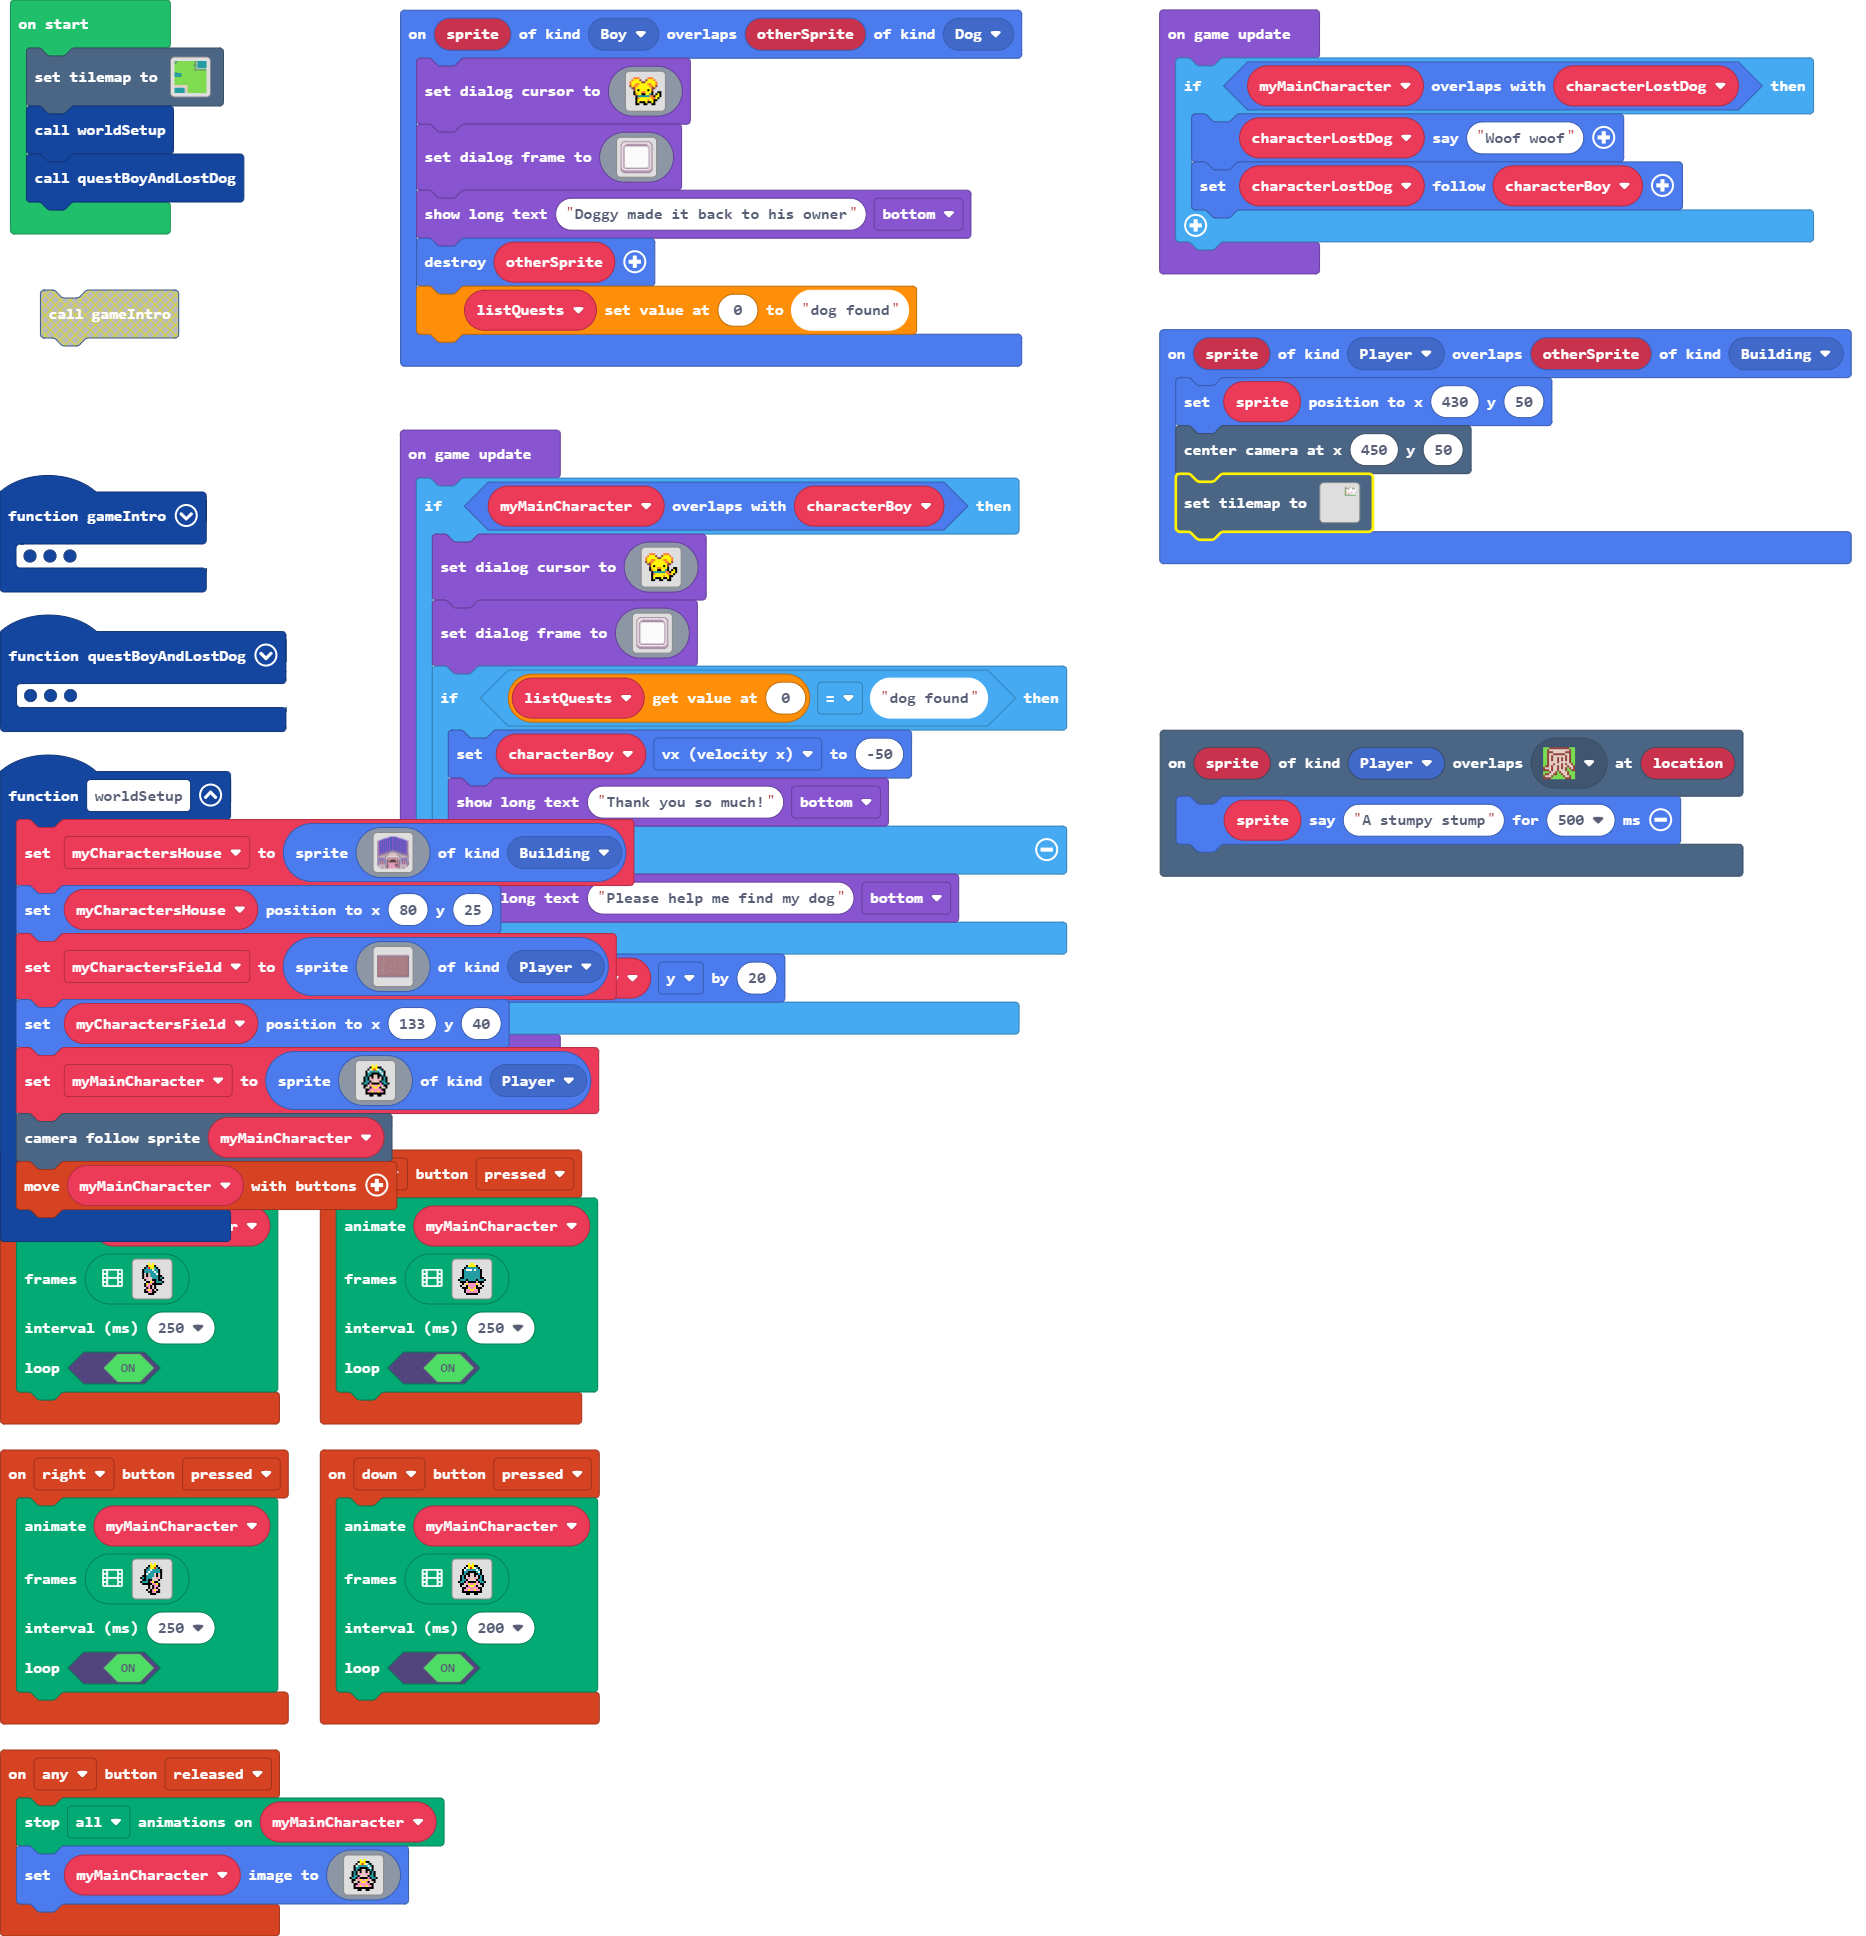 on start
set tilemap to
call worldSetup
call questBoyAndLostDog
call gameIntro
function gameIntro
function questBoyAndLostDog
function worldSetup
set myCharactersHouse to sprite of kind Building
set myCharactersHouse position to x 80 y 25
set myCharactersField to sprite of kind Player
set myCharactersField position to x 133 y 40
set myMainCharacter to sprite of kind Player
camera follow sprite myMainCharacter
move myMainCharacter with buttons
frames
interval (ms) 250
loop ON
button pressed
animate myMainCharacter
frames
interval (ms) 250
loop ON
on right button pressed
animate myMainCharacter
frames
interval (ms) 250
loop ON
on down button pressed
animate myMainCharacter
frames
interval (ms) 200
loop ON
on any button released
stop all animations on myMainCharacter
set myMainCharacter image to
on sprite of kind Boy overlaps otherSprite of kind Dog
set dialog cursor to
set dialog frame to
show long text "Doggy made it back to his owner" bottom
destroy otherSprite
listQuests set value at 0 to "dog found"
on game update
if myMainCharacter overlaps with characterBoy then
set dialog cursor to
set dialog frame to
if listQuests get value at 0 = "dog found" then
set characterBoy vx (velocity x) to -50
show long text "Thank you so much!" bottom
long text "Please help me find my dog" bottom
y by 20
on game update
if myMainCharacter overlaps with characterLostDog then
characterLostDog say "Woof woof"
set characterLostDog follow characterBoy
on sprite of kind Player overlaps otherSprite of kind Building
set sprite position to x 430 y 50
center camera at x 450 y 50
set tilemap to
on sprite of kind Player overlaps at location
sprite say "A stumpy stump" for 500 ms